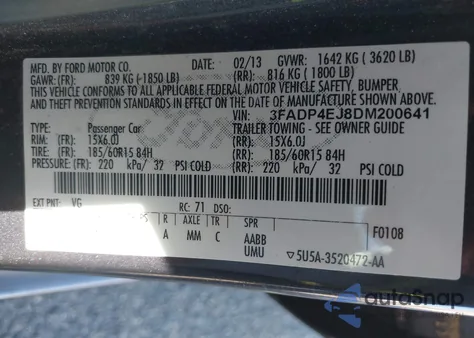 MFD. BY FORD MOTOR CO.
DATE: 02/13 GVWR: 1642 KG ( 3620 LB)
GAWR: (FR): 839 KG ( 1850 LB) (RR): 816 KG ( 1800 LB)
THIS VEHICLE CONFORMS TO ALL APPLICABLE FEDERAL MOTOR VEHICLE SAFETY, BUMPER,
AND THEFT PREVENTION STANDARDS IN EFFECT ON THE DATE OF MANUFACTURE SHOWN ABOVE.
VIN: 3FADP4EJ8DM200641
TYPE: Passenger Car TRAILER TOWING - SEE OWNER GUIDE
RIM: 15X6.0J 15X6.0J
TIRE: 185/60R15 84H 185/60R15 84H
PRESSURE: (FR) 220 kPa/ 32 PSI COLD (RR): 220 kPa/ 32 PSI COLD
EXT PNT: VG RC: 71 DSO:
R AXLE TR SPR F0108
A MM C AABB
UMU 5U5A-3520472-AA
autoSnap